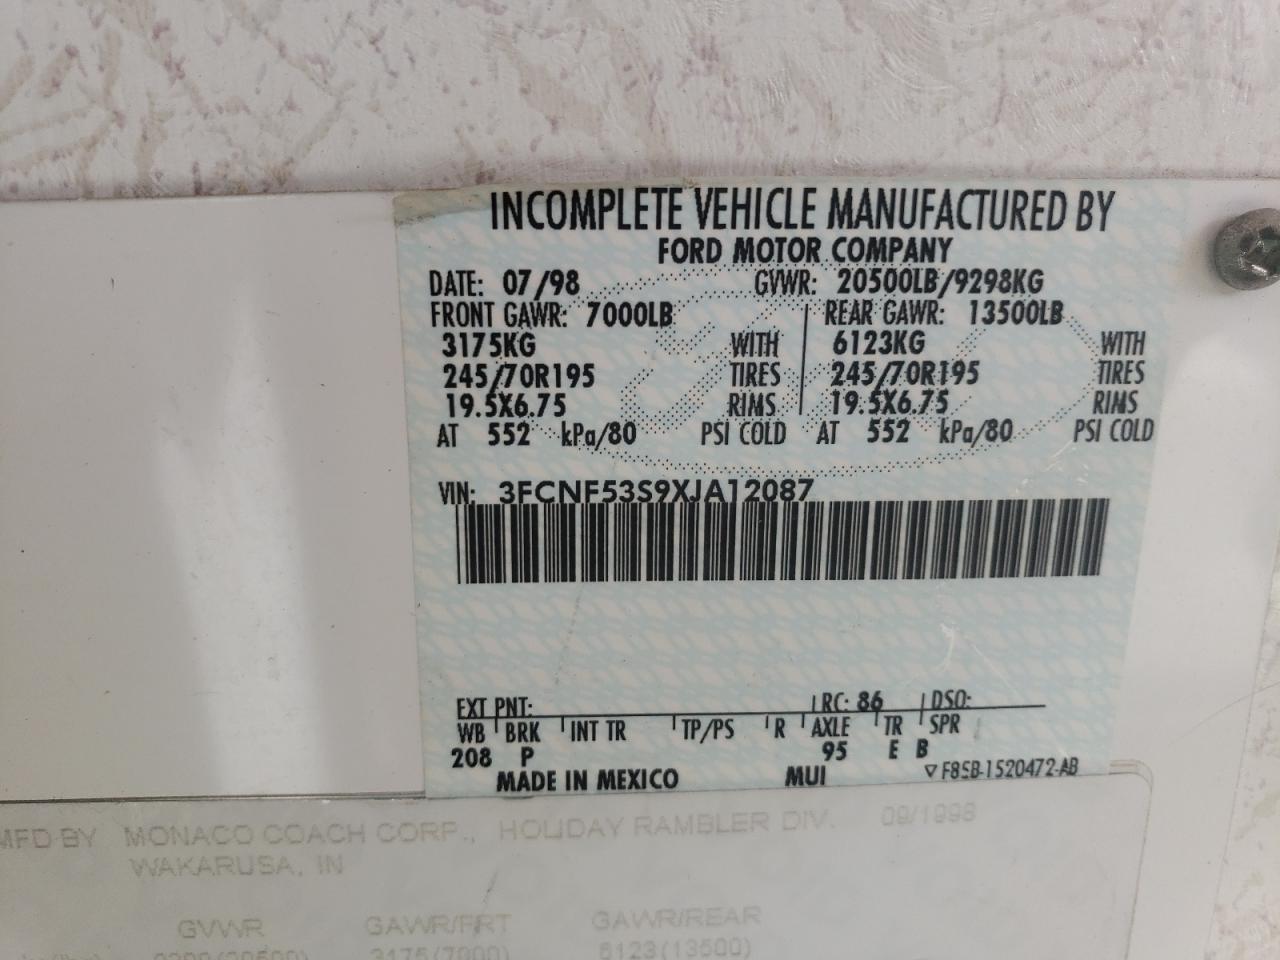 INCOMPLETE VEHICLE MANUFACTURED BY
FORD MOTOR COMPANY
DATE: 07/98 GVWR: 20500LB/9298KG
FRONT GAWR: 7000LB REAR GAWR: 13500LB
3175KG WITH 6123KG WITH
245/70R195 TIRES 245/70R195 TIRES
19.5X6.75 RIMS 19.5X6.75 RIMS
AT 552 kPa/80 PSI COLD AT 552 kPa/80 PSI COLD
VIN: 3FCNF53S9XJA12087
EXT PNT: RC: 86 DSO:
WB BRK INT TR TP/PS R AXLE TR SPR
208 P 95 E B
MADE IN MEXICO MUI F85B-1520472-AB
MFD BY MONACO COACH CORP., HOLIDAY RAMBLER DIV. 09/1998
WAKARUSA, IN
GVWR GAWR/FRT GAWR/REAR
3175(7000) 6123(13500)